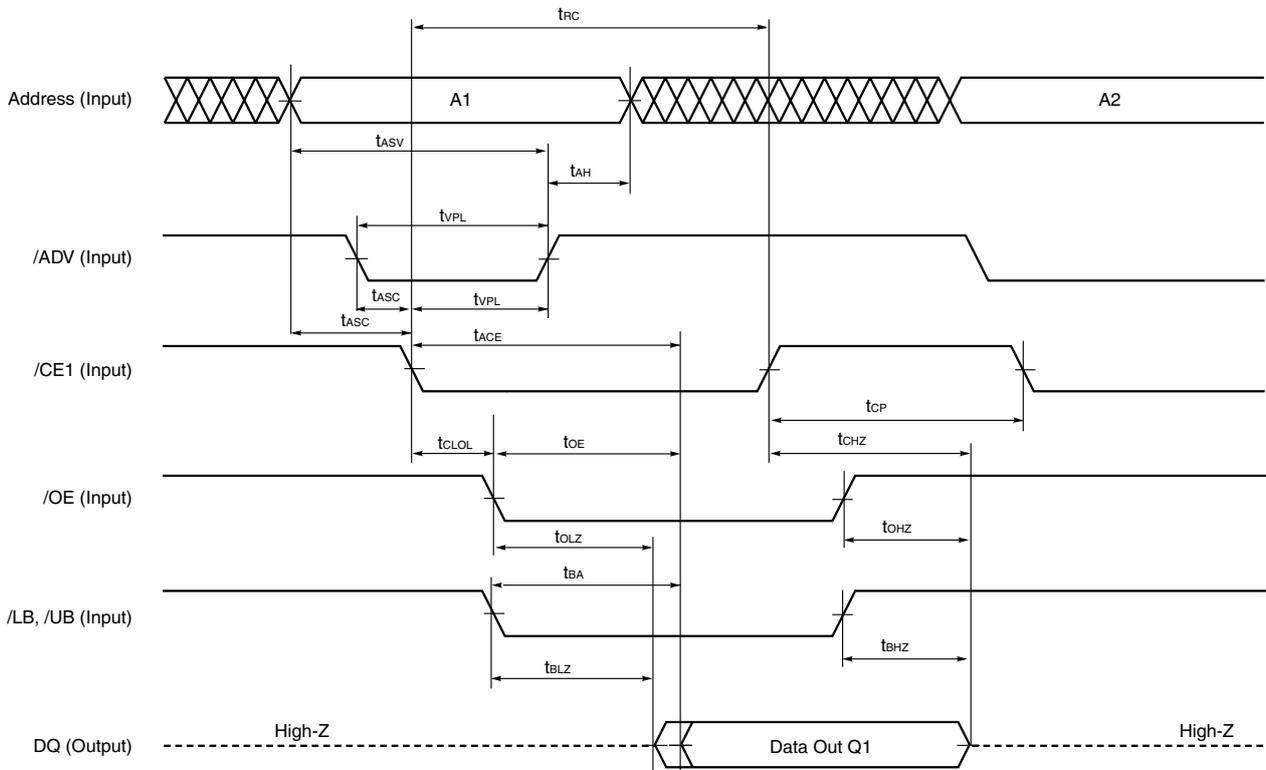 tRC
Address (Input)
A1
A2
tASV
tAH
tVPL
/ADV (Input)
tASC
tVPL
tASC
tACE
/CE1 (Input)
tCP
tCLOL
tOE
tCHZ
/OE (Input)
tOHZ
tOLZ
tBA
/LB, /UB (Input)
tBHZ
tBLZ
High-Z
High-Z
DQ (Output)
Data Out Q1